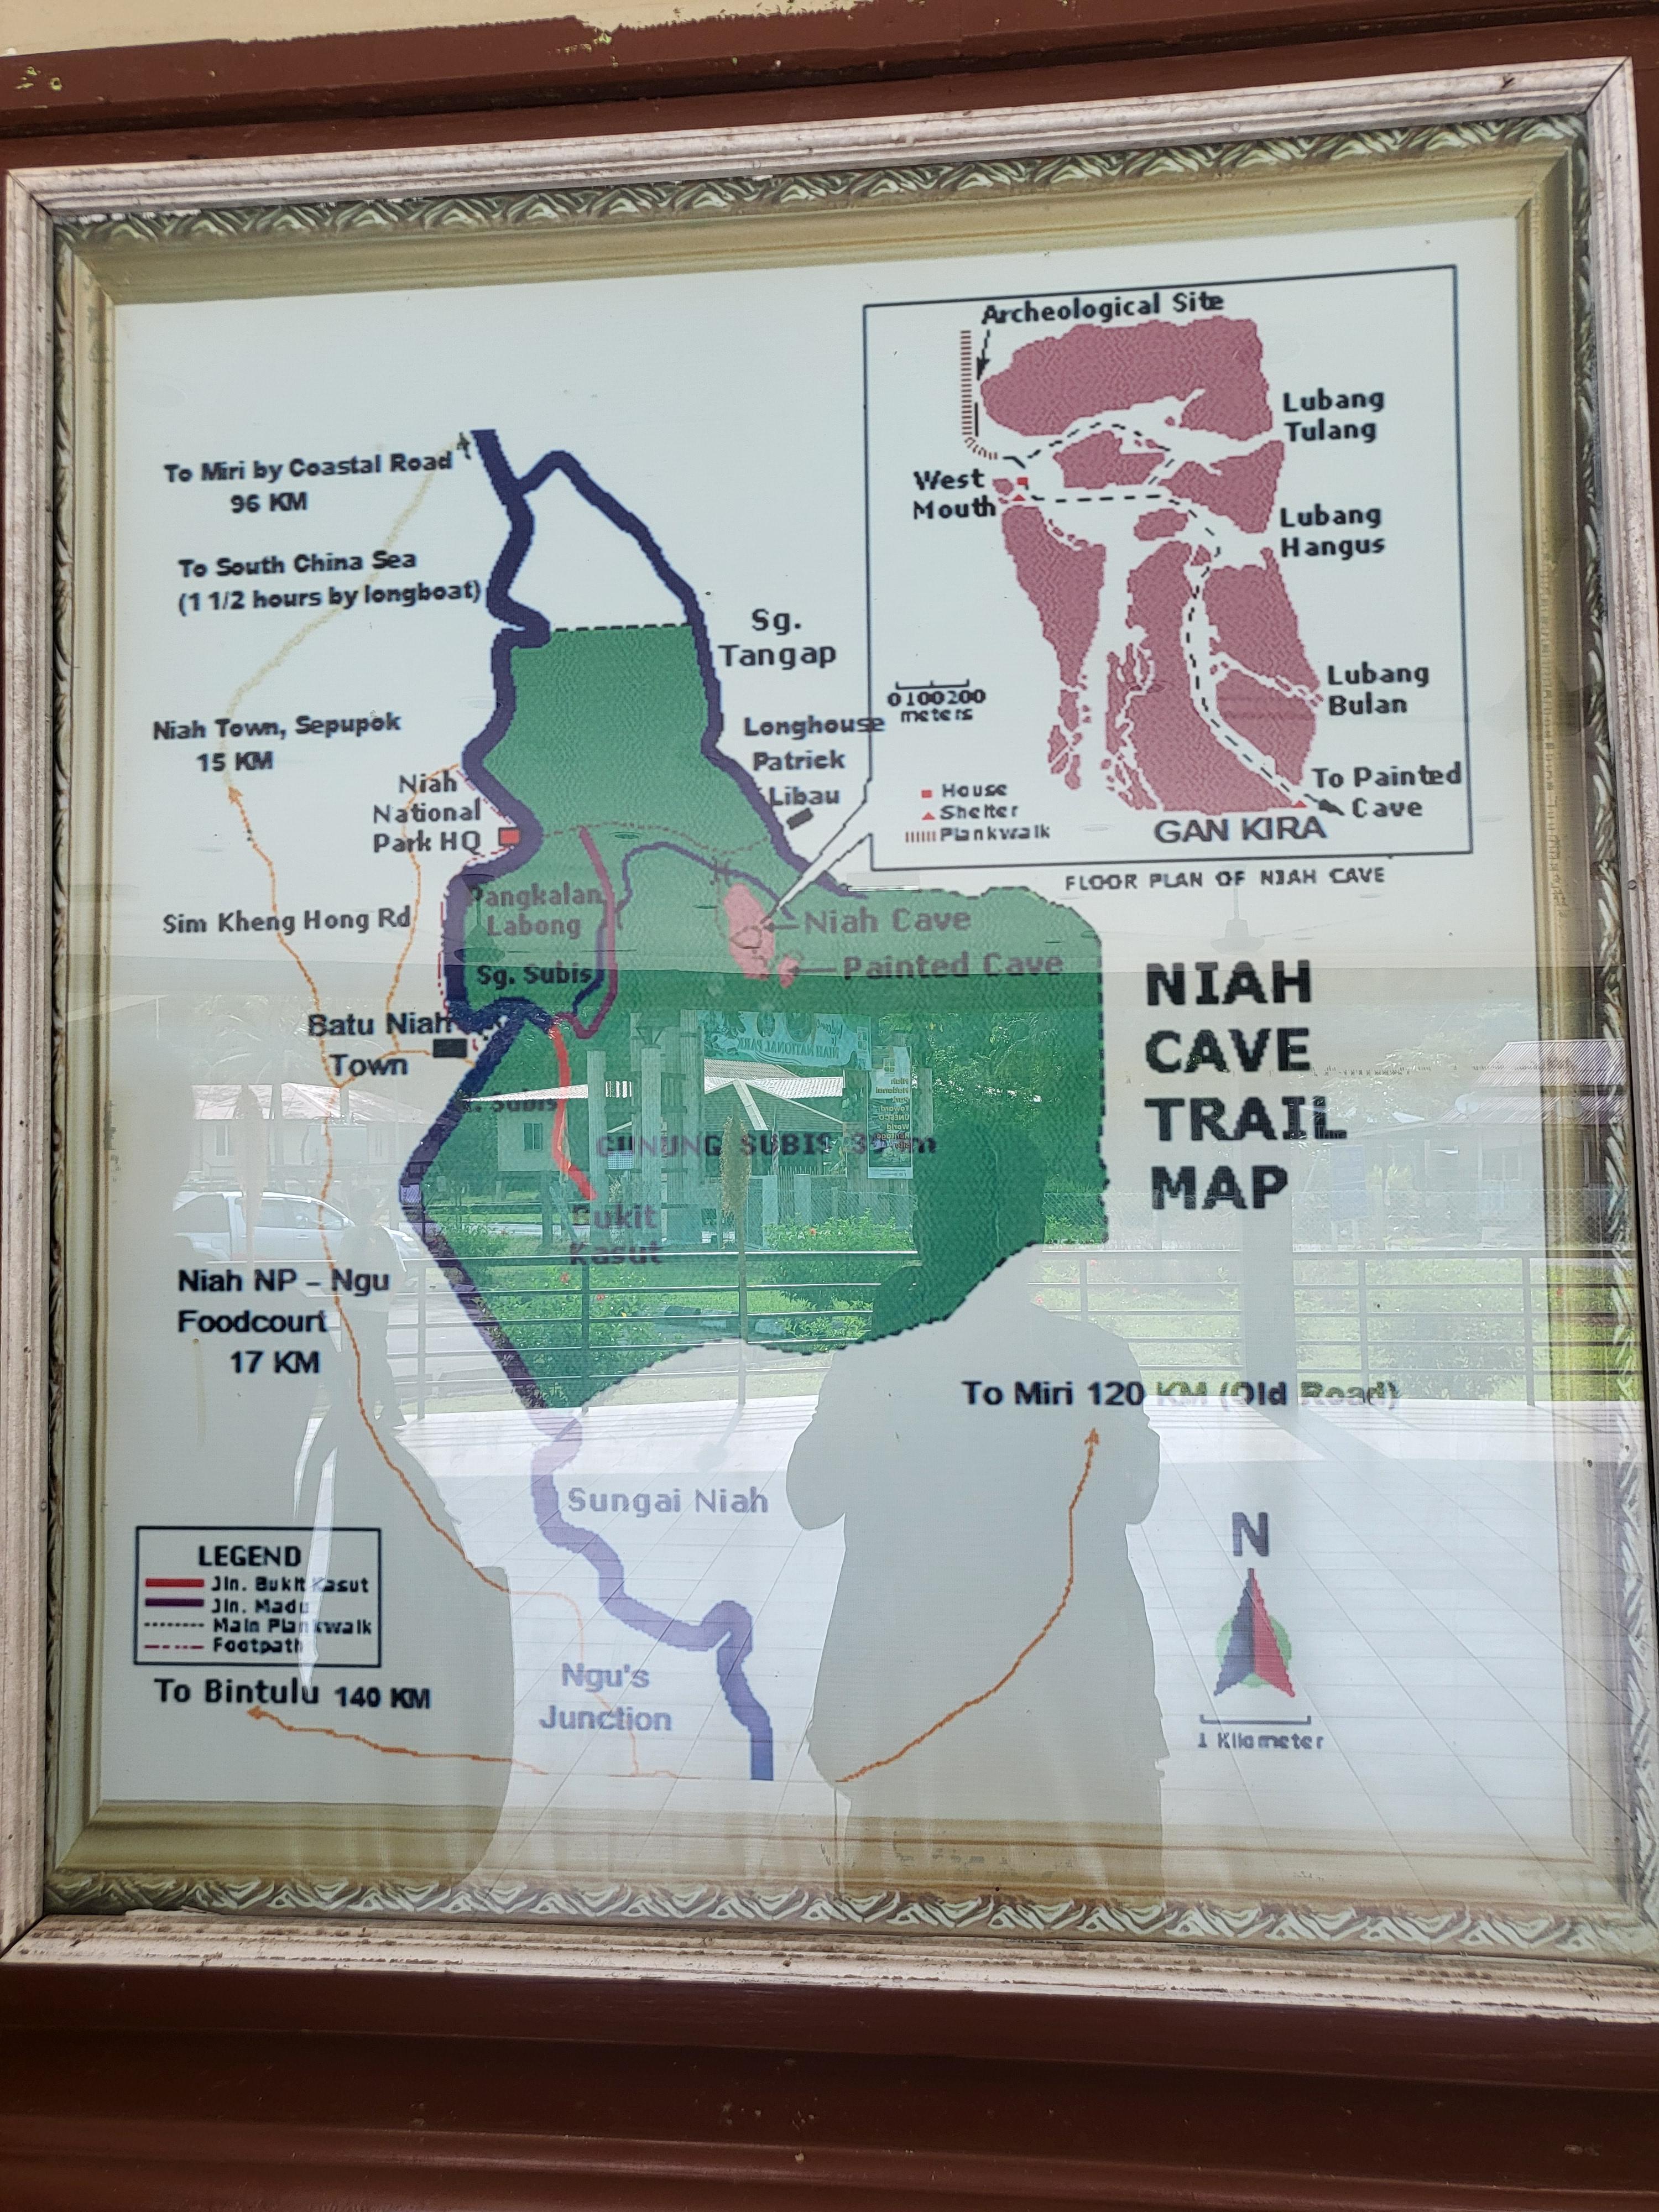 Archeological Site
Lubang
Tulang
West
Mouth
Lubang
Hangus
Lubang
Bulan
0 100 200
meters
House
Shelter
Plankwalk
To Painted
Cave
GAN KIRA
FLOOR PLAN OF NIAH CAVE
To Miri by Coastal Road
96 KM
To South China Sea
(1 1/2 hours by longboat)
Sg.
Tangap
Niah Town, Sepupok
15 KM
Longhouse
Patrick
Libau
Niah
National
Park HQ
Pangkalan
Labong
Sim Kheng Hong Rd
Niah Cave
Painted Cave
Sg. Subis
Batu Niah
Town
Subis
GUNUNG SUBIS
Bukit
Kasut
NIAH
CAVE
TRAIL
MAP
Niah NP - Ngu
Foodcourt
17 KM
To Miri 120 KM (Old Road)
Sungai Niah
N
1 Kilometer
LEGEND
Jln. Bukit Kasut
Jln. Madu
Main Plankwalk
Footpath
To Bintulu 140 KM
Ngu's
Junction